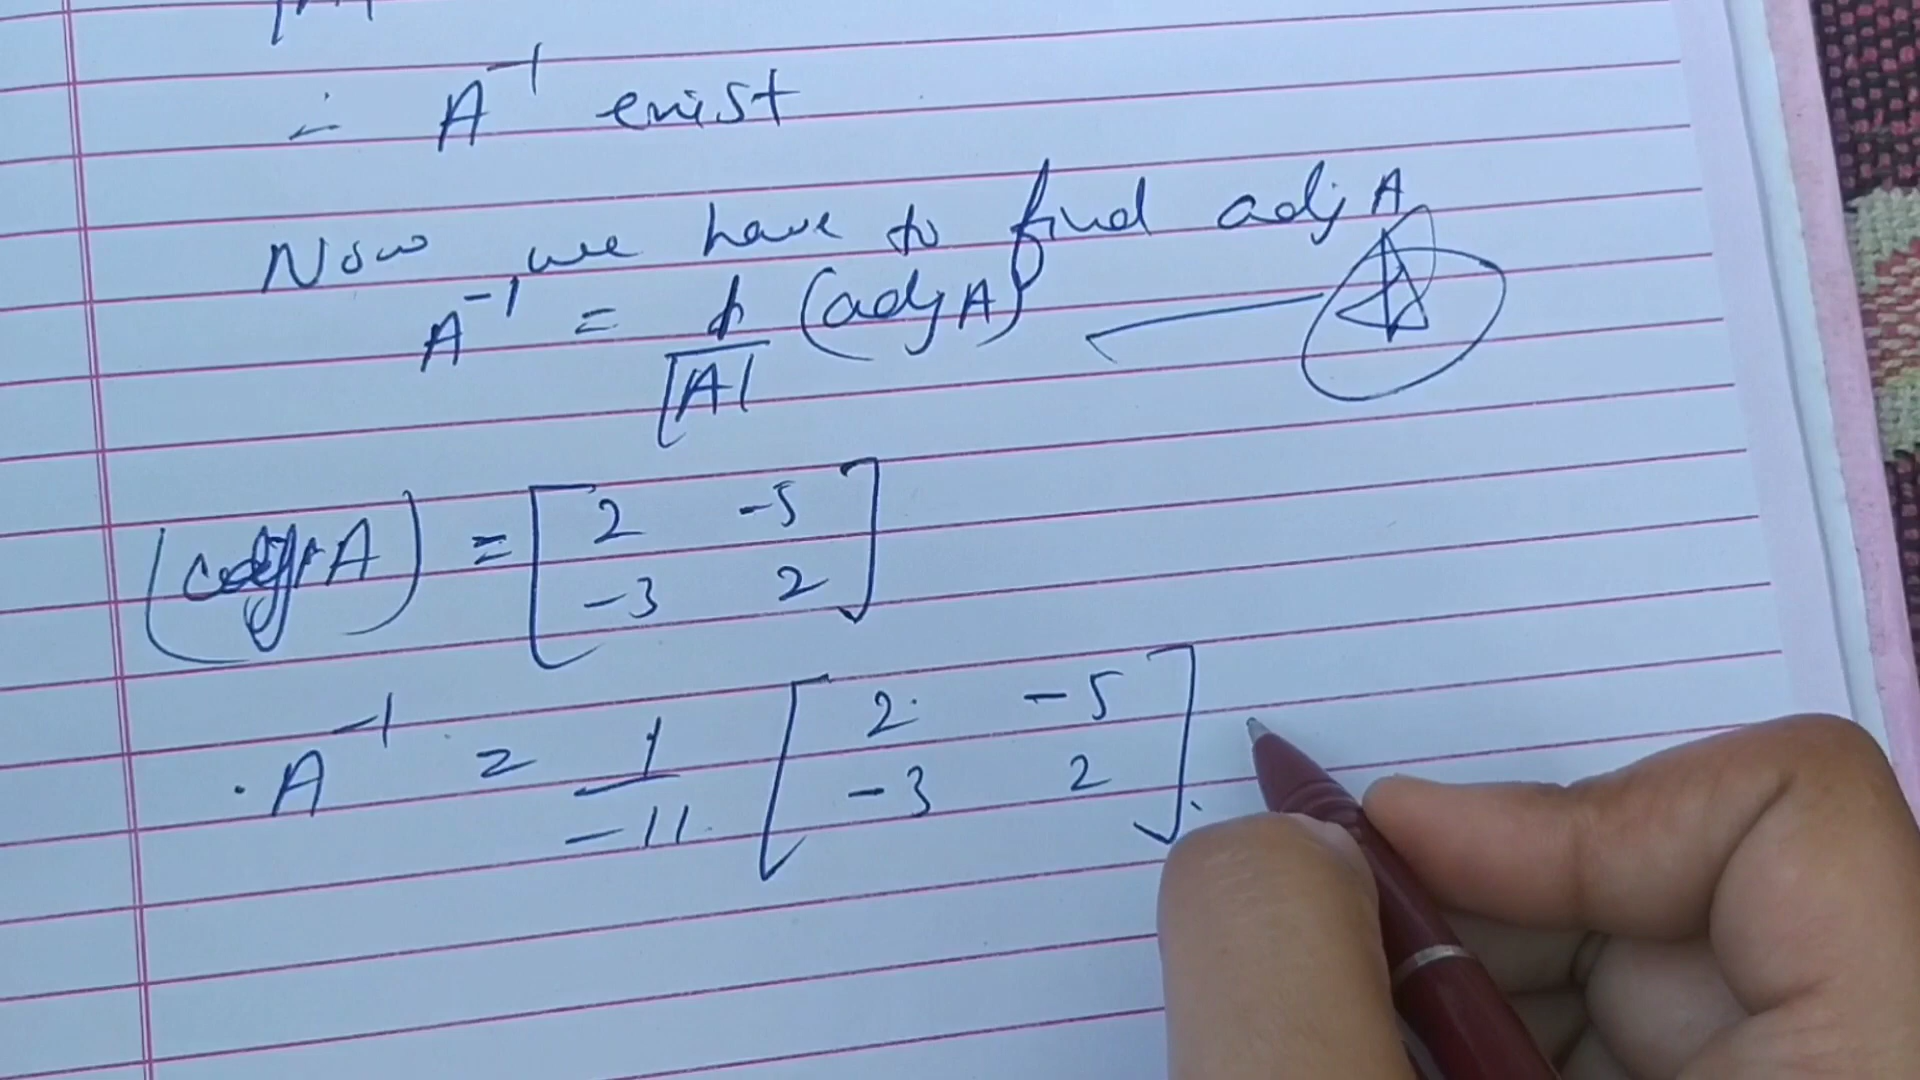 ∴ A⁻¹ exist
Now, we have to find adj A
A⁻¹ = 1/|A| (adj A)
(adj A) = [2 -5
-3 2]
A⁻¹ = 1/-11 [2 -5
-3 2]